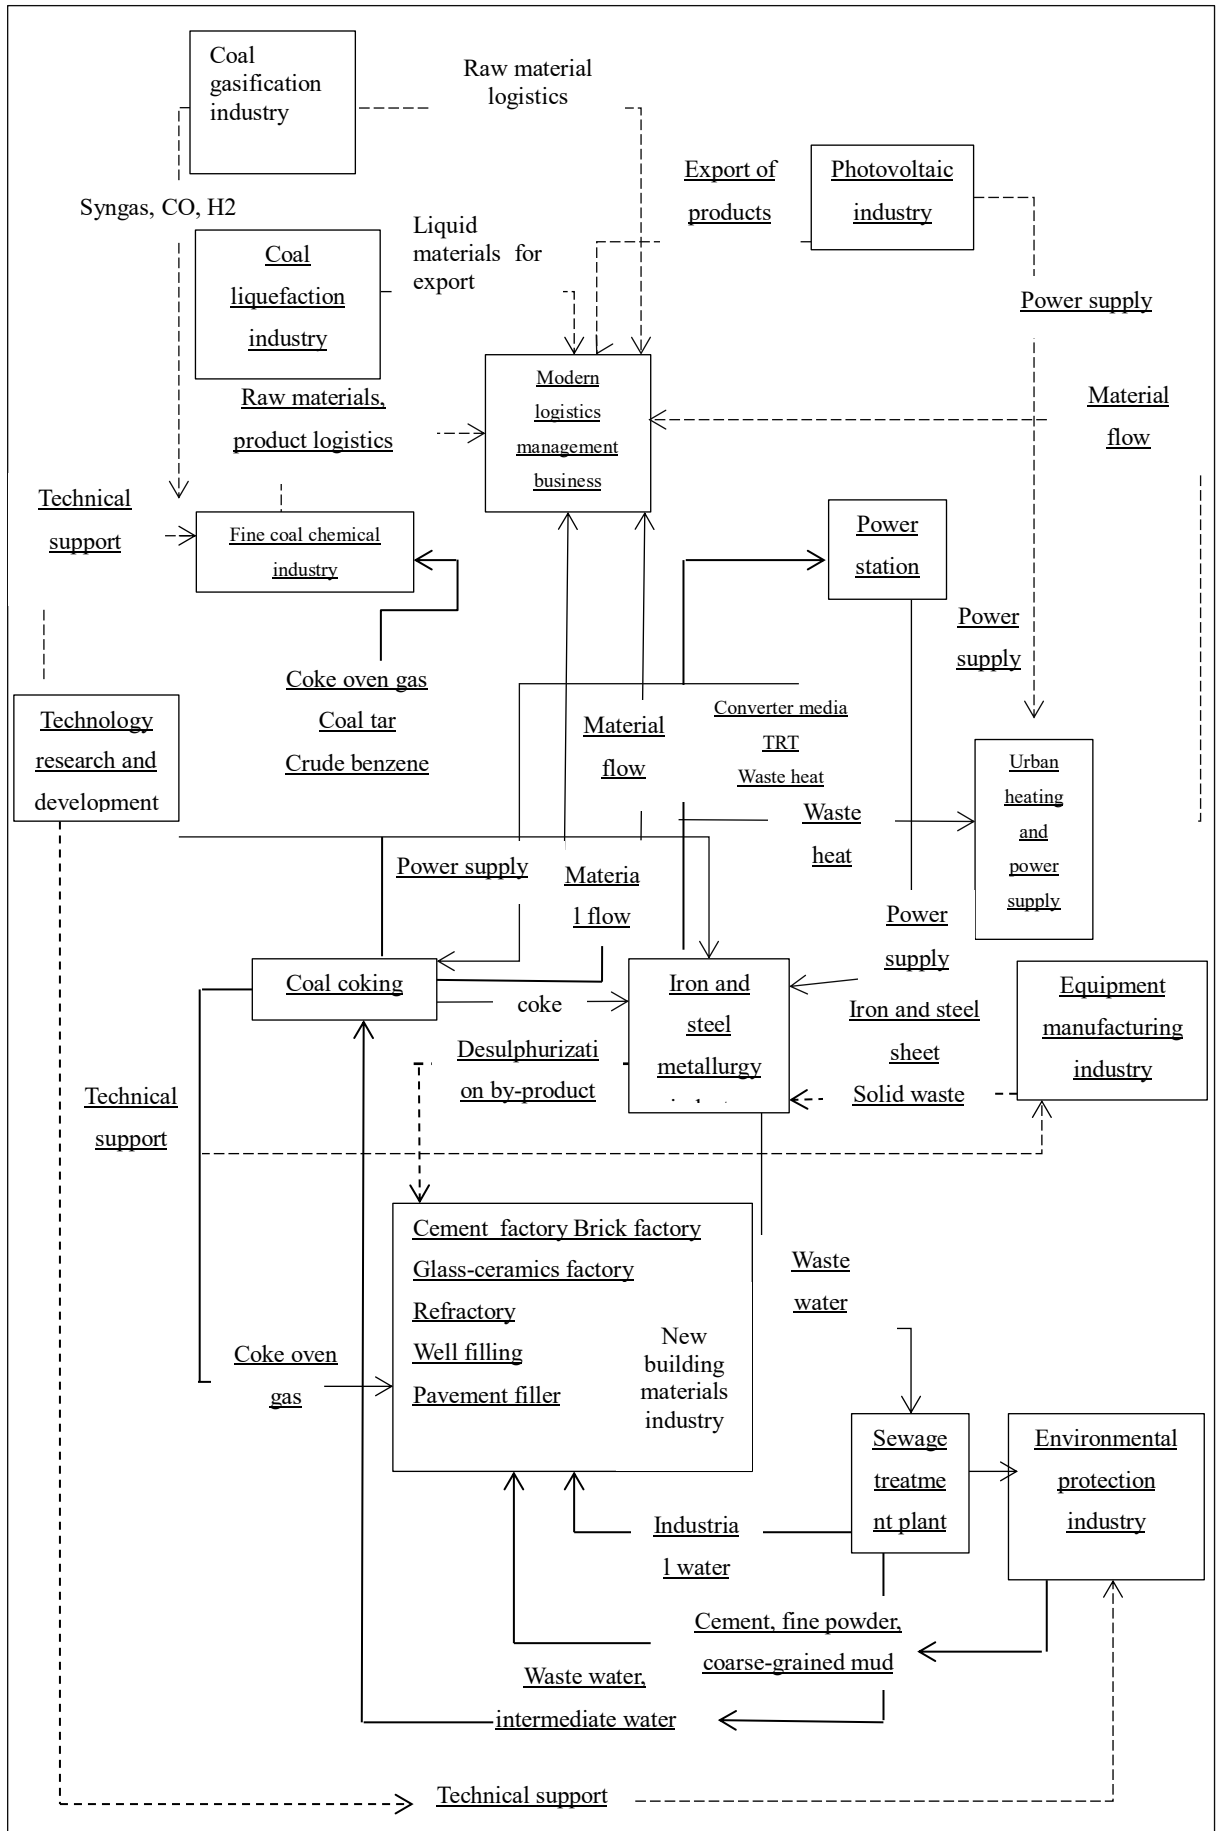 Coal
gasification
industry
Raw material
logistics
Export of
products
Photovoltaic
industry
Syngas, CO, H2
Liquid
materials for
export
Coal
liquefaction
industry
Power supply
Raw materials,
product logistics
Modern
logistics
management
business
Material
flow
Technical
support
Fine coal chemical
industry
Power
station
Power
supply
Coke oven gas
Coal tar
Crude benzene
Technology
research and
development
Material
flow
Converter media
TRT
Waste heat
Waste
heat
Urban
heating
and
power
supply
Power supply
Materia
l flow
Power
supply
Coal coking
coke
Iron and
steel
metallurgy
Iron and steel
sheet
Solid waste
Equipment
manufacturing
industry
Desulphurizati
on by-product
Technical
support
Cement factory Brick factory
Glass-ceramics factory
Refractory
Well filling
Pavement filler
New
building
materials
industry
Waste
water
Coke oven
gas
Sewage
treatme
nt plant
Environmental
protection
industry
Industria
l water
Cement, fine powder,
coarse-grained mud
Waste water,
intermediate water
Technical support